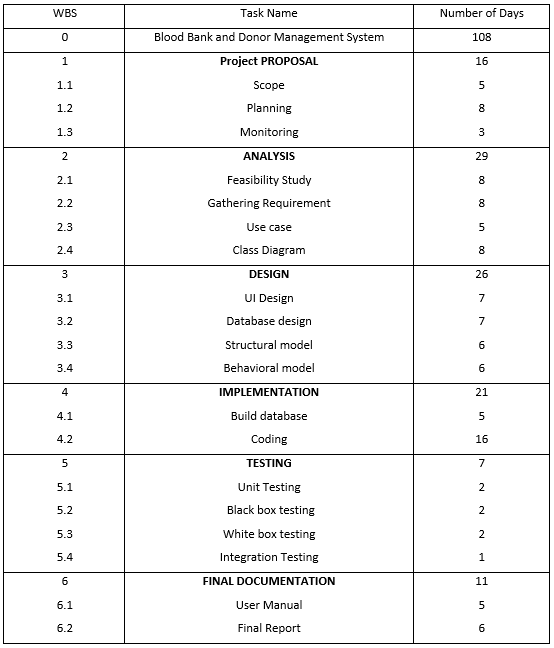 WBS Task Name Number of Days
0 Blood Bank and Donor Management System 108
1 Project PROPOSAL 16
1.1 Scope 5
1.2 Planning 8
1.3 Monitoring 3
2 ANALYSIS 29
2.1 Feasibility Study 8
2.2 Gathering Requirement 8
2.3 Use case 5
2.4 Class Diagram 8
3 DESIGN 26
3.1 UI Design 7
3.2 Database design 7
3.3 Structural model 6
3.4 Behavioral model 6
4 IMPLEMENTATION 21
4.1 Build database 5
4.2 Coding 16
5 TESTING 7
5.1 Unit Testing 2
5.2 Black box testing 2
5.3 White box testing 2
5.4 Integration Testing 1
6 FINAL DOCUMENTATION 11
6.1 User Manual 5
6.2 Final Report 6